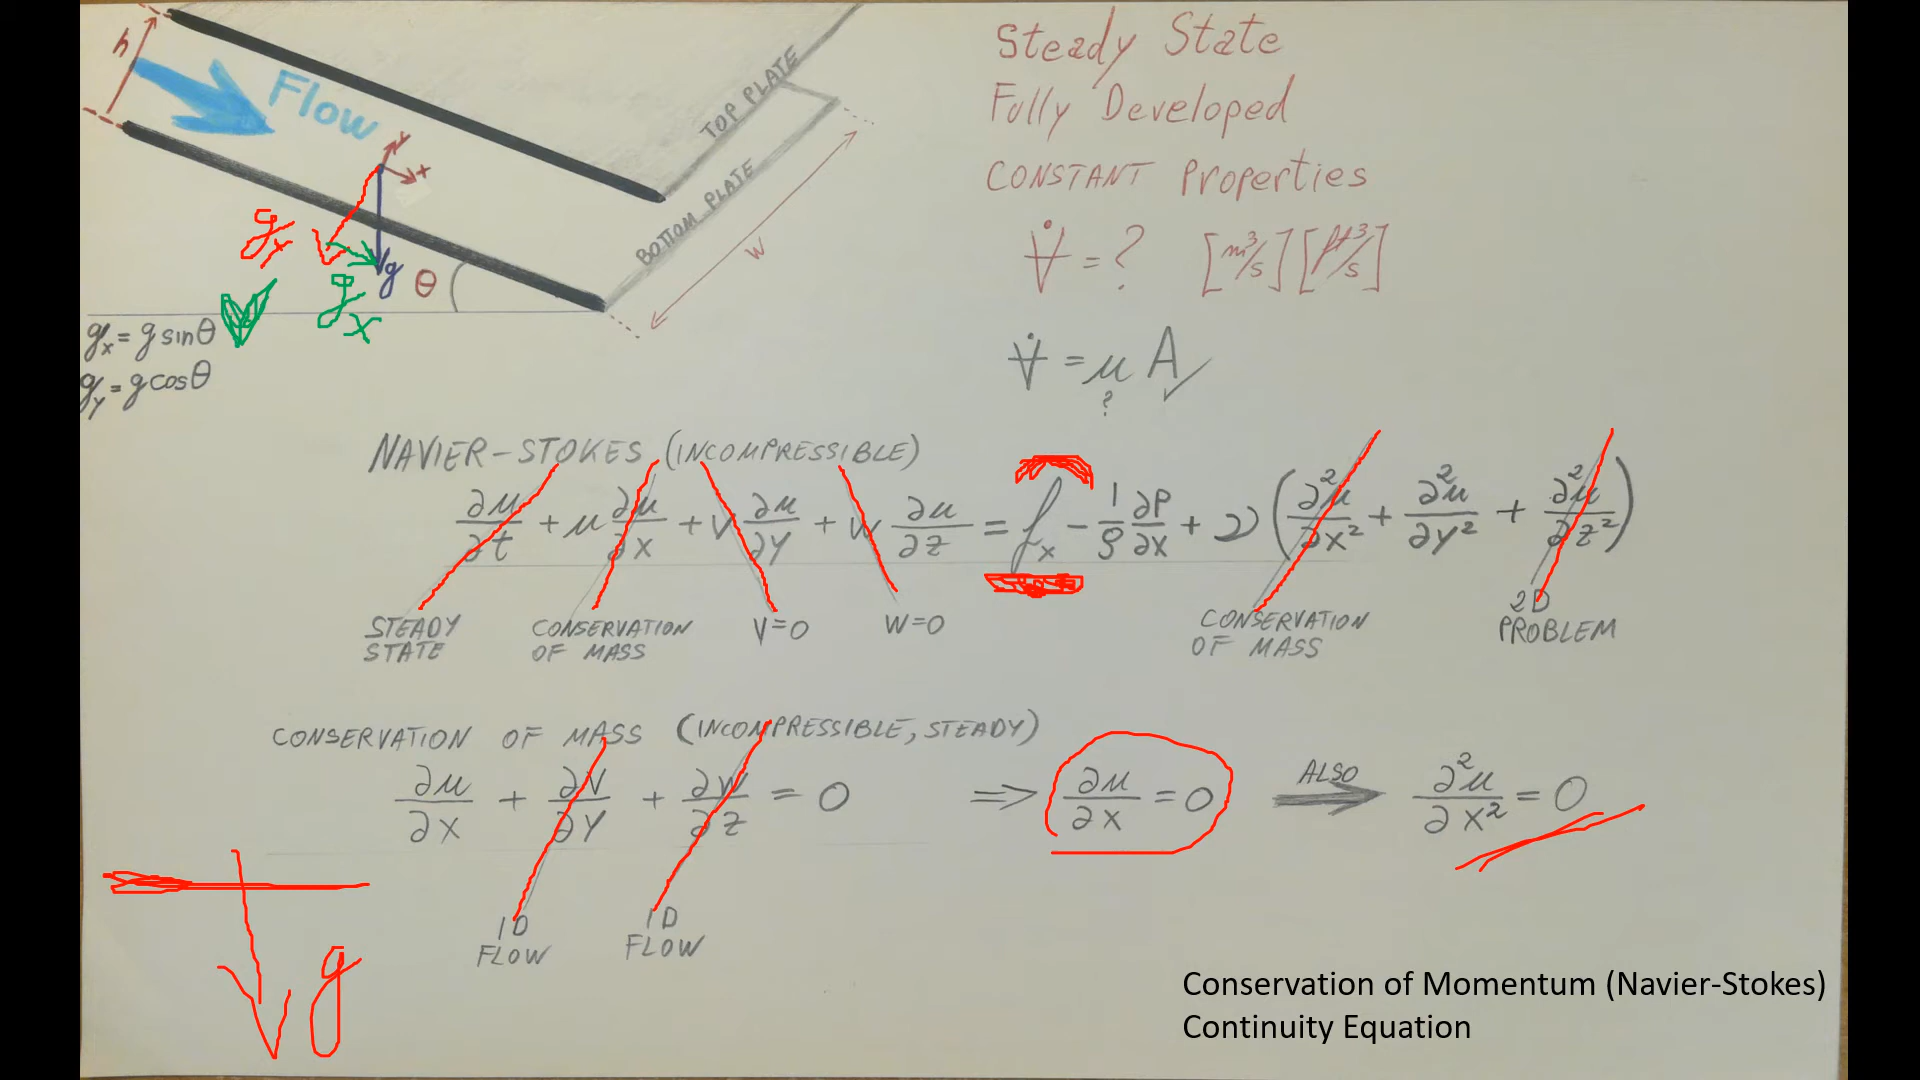 h
Flow
Y
x
g
gx
gx
θ
TOP PLATE
BOTTOM PLATE
W
gx = g sinθ
gy = g cosθ
Steady State
Fully Developed
CONSTANT Properties
V̇ = ? [m³/s] [ft³/s]
V̇ = u A ✓
?
NAVIER-STOKES (INCOMPRESSIBLE)
∂u/∂t + u ∂u/∂x + v ∂u/∂y + w ∂u/∂z = fx - 1/ρ ∂P/∂x + ν (∂²u/∂x² + ∂²u/∂y² + ∂²u/∂z²)
STEADY STATE
CONSERVATION OF MASS
V=0
W=0
CONSERVATION OF MASS
2D PROBLEM
CONSERVATION OF MASS (INCOMPRESSIBLE, STEADY)
∂u/∂x + ∂v/∂y + ∂w/∂z = 0 ⇒ ∂u/∂x = 0 ALSO ∂²u/∂x² = 0
1D FLOW
1D FLOW
g
Conservation of Momentum (Navier-Stokes)
Continuity Equation